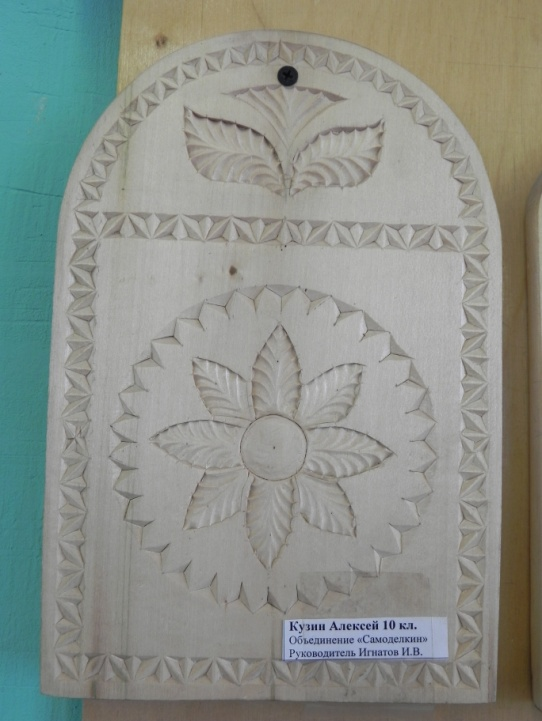 Кузин Алексей 10 кл.
Объединение «Самоделкин»
Руководитель Игнатов И.В.